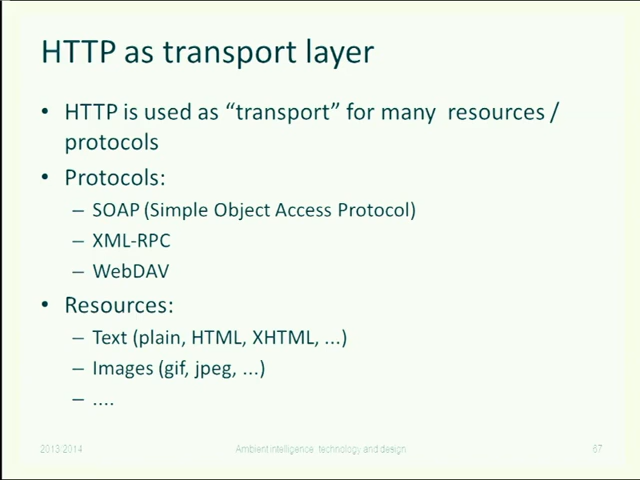 HTTP as transport layer
• HTTP is used as “transport” for many resources /
protocols
• Protocols:
– SOAP (Simple Object Access Protocol)
– XML-RPC
– WebDAV
• Resources:
– Text (plain, HTML, XHTML, ...)
– Images (gif, jpeg, ...)
– ....
2013/2014 Ambient intelligence: technology and design 67